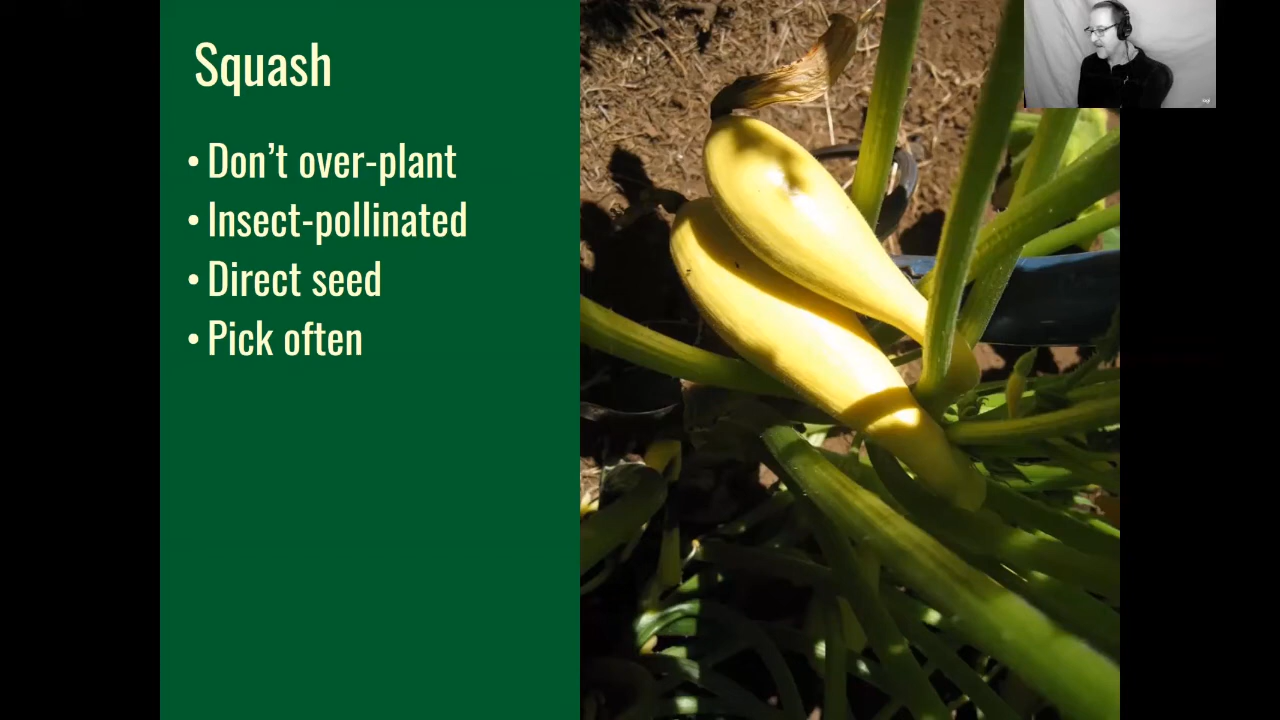 Squash
• Don’t over-plant
• Insect-pollinated
• Direct seed
• Pick often